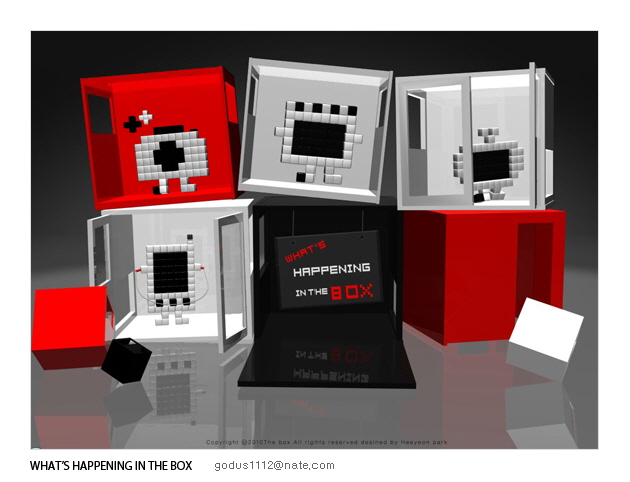 WHAT'S
HAPPENING
IN THE BOX
Copyright ©2010The box All rights reserved desined by Heeyeon park
WHAT'S HAPPENING IN THE BOX godus1112@nate,com